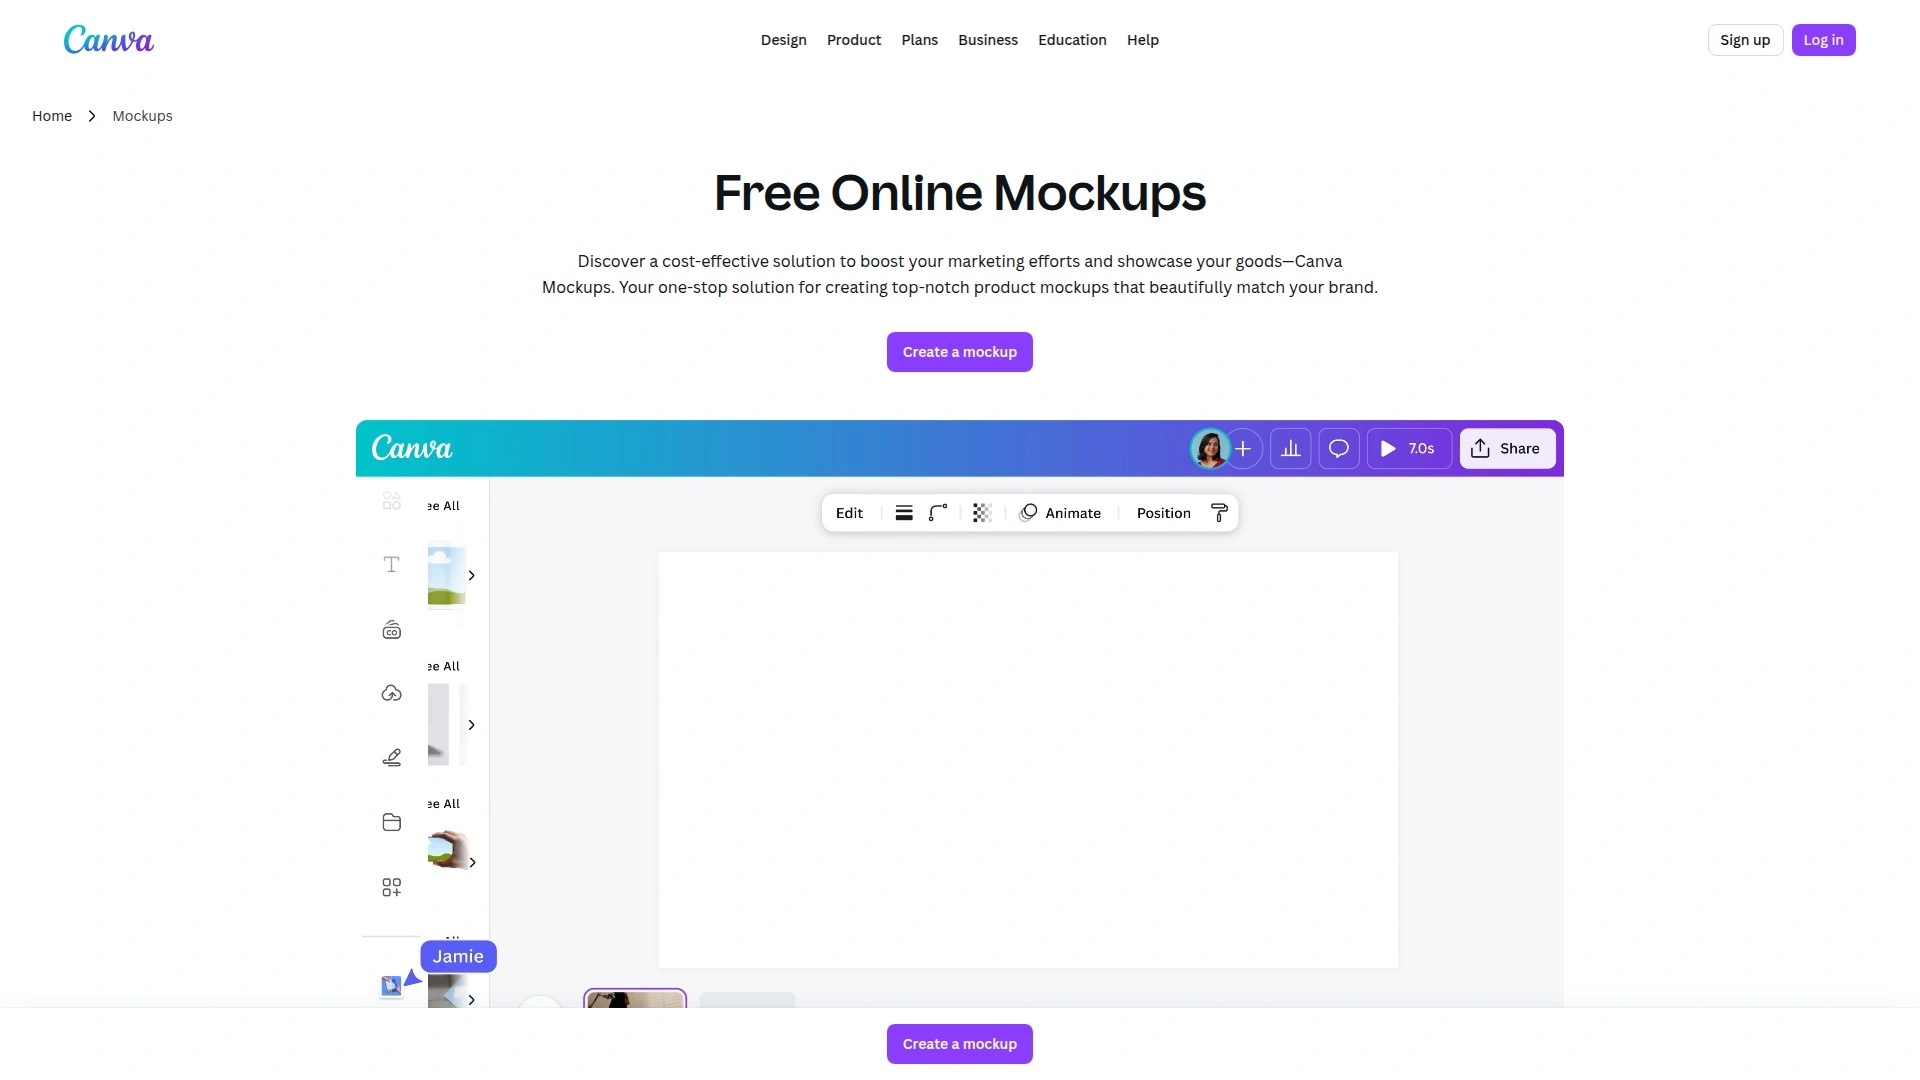 Canva
Design Product Plans Business Education Help
Sign up
Log in
Home
Mockups
Free Online Mockups
Discover a cost-effective solution to boost your marketing efforts and showcase your goods—Canva
Mockups. Your one-stop solution for creating top-notch product mockups that beautifully match your brand.
Create a mockup
Canva
7.0s
Share
Edit
Animate
Position
ee All
ee All
ee All
Jamie
Create a mockup